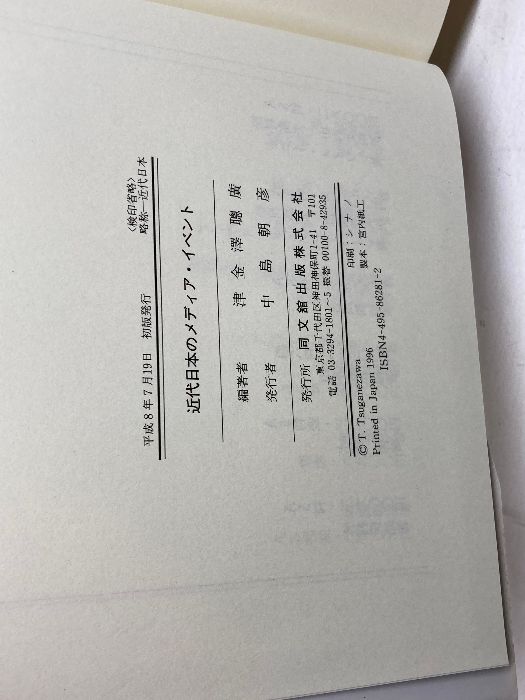 平成8年7月19日 初版発行
〈検印省略〉
略称―近代日本
近代日本のメディア・イベント
編著者 津金澤聰廣
発行者 中島朝彦
発行所 同文舘出版株式会社
東京都千代田区神田神保町1-41 〒101
電話 03-3294-1801～5 振替 00100-8-42935
© T. Tsuganezawa
Printed in Japan 1996
印刷：シナノ
製本：宮内紙工
ISBN4-495-86281-2